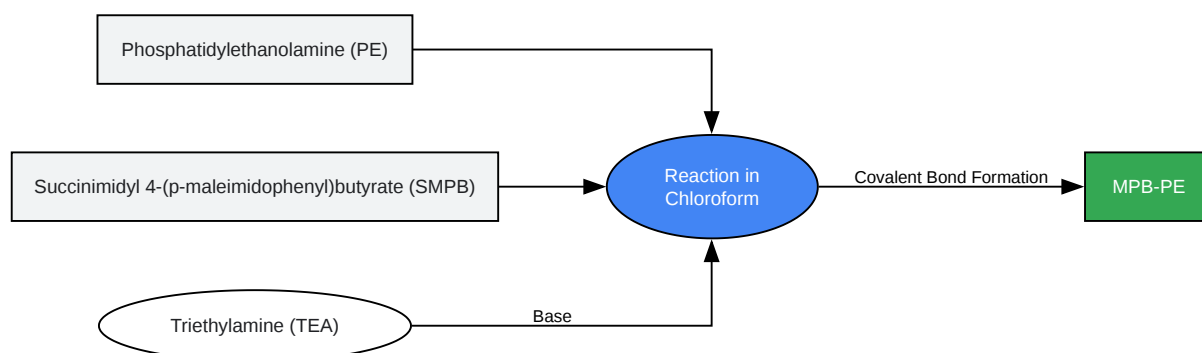 Phosphatidylethanolamine (PE)
Succinimidyl 4-(p-maleimidophenyl)butyrate (SMPB)
Reaction in
Chloroform
Covalent Bond Formation
MPB-PE
Triethylamine (TEA)
Base